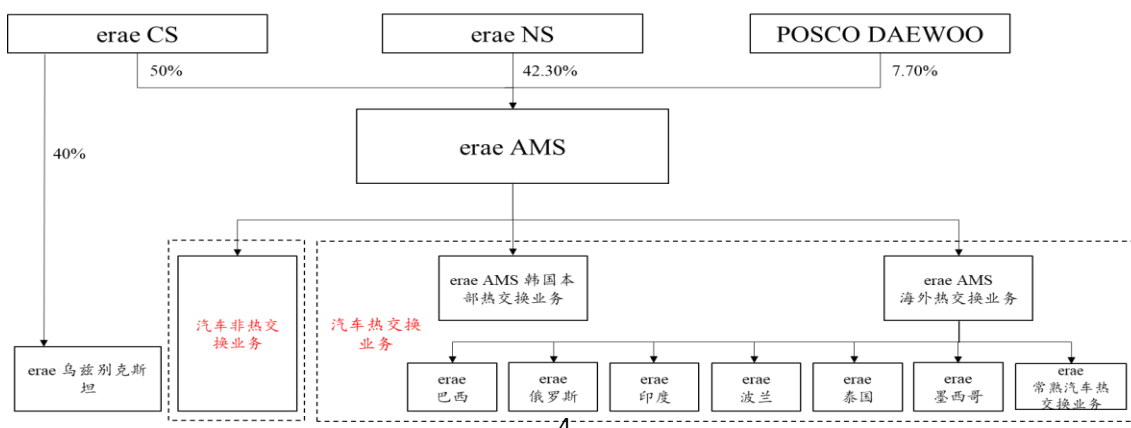 erae CS
erae NS
POSCO DAEWOO
50%
42.30%
7.70%
erae AMS
40%
erae AMS 韩国本
部热交换业务
erae AMS
海外热交换业务
汽车非热交
换业务
汽车热交换
业务
erae 乌兹别克斯
坦
erae
巴西
erae
俄罗斯
erae
印度
erae
波兰
erae
泰国
erae
墨西哥
erae
常熟汽车热
交换业务
4